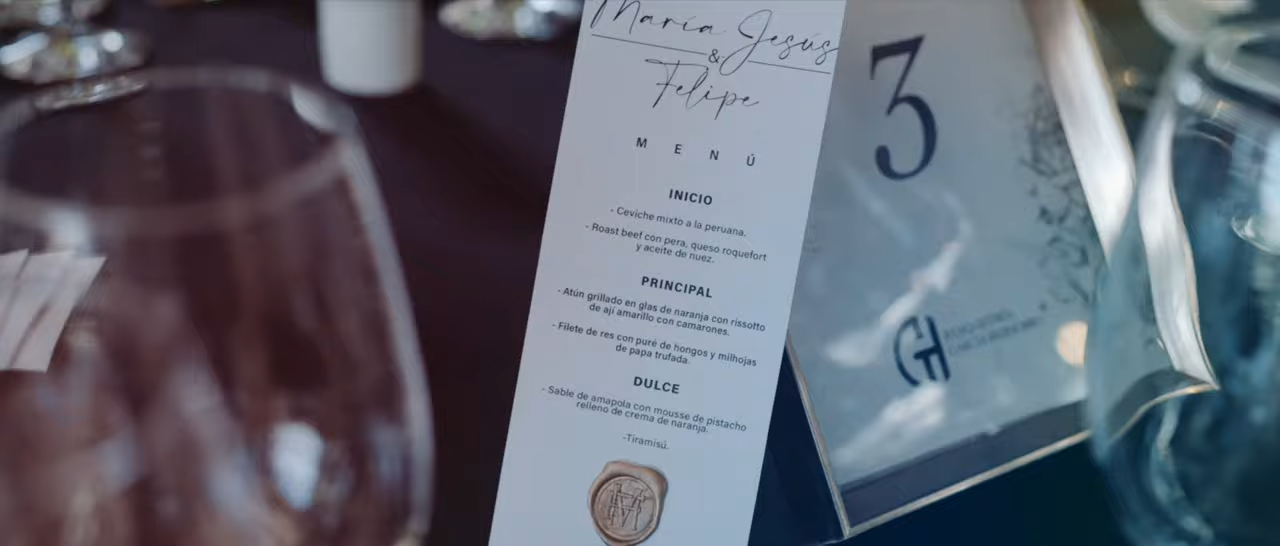 María Jesús
&
Felipe
MENÚ
INICIO
- Ceviche mixto a la peruana.
- Roast beef con pera, queso roquefort
y aceite de nuez.
PRINCIPAL
- Atún grillado en glas de naranja con rissotto
de ají amarillo con camarones.
- Filete de res con puré de hongos y milhojas
de papa trufada.
DULCE
- Sable de amapola con mousse de pistacho
relleno de crema de naranja.
-Tiramisú.
3
GH